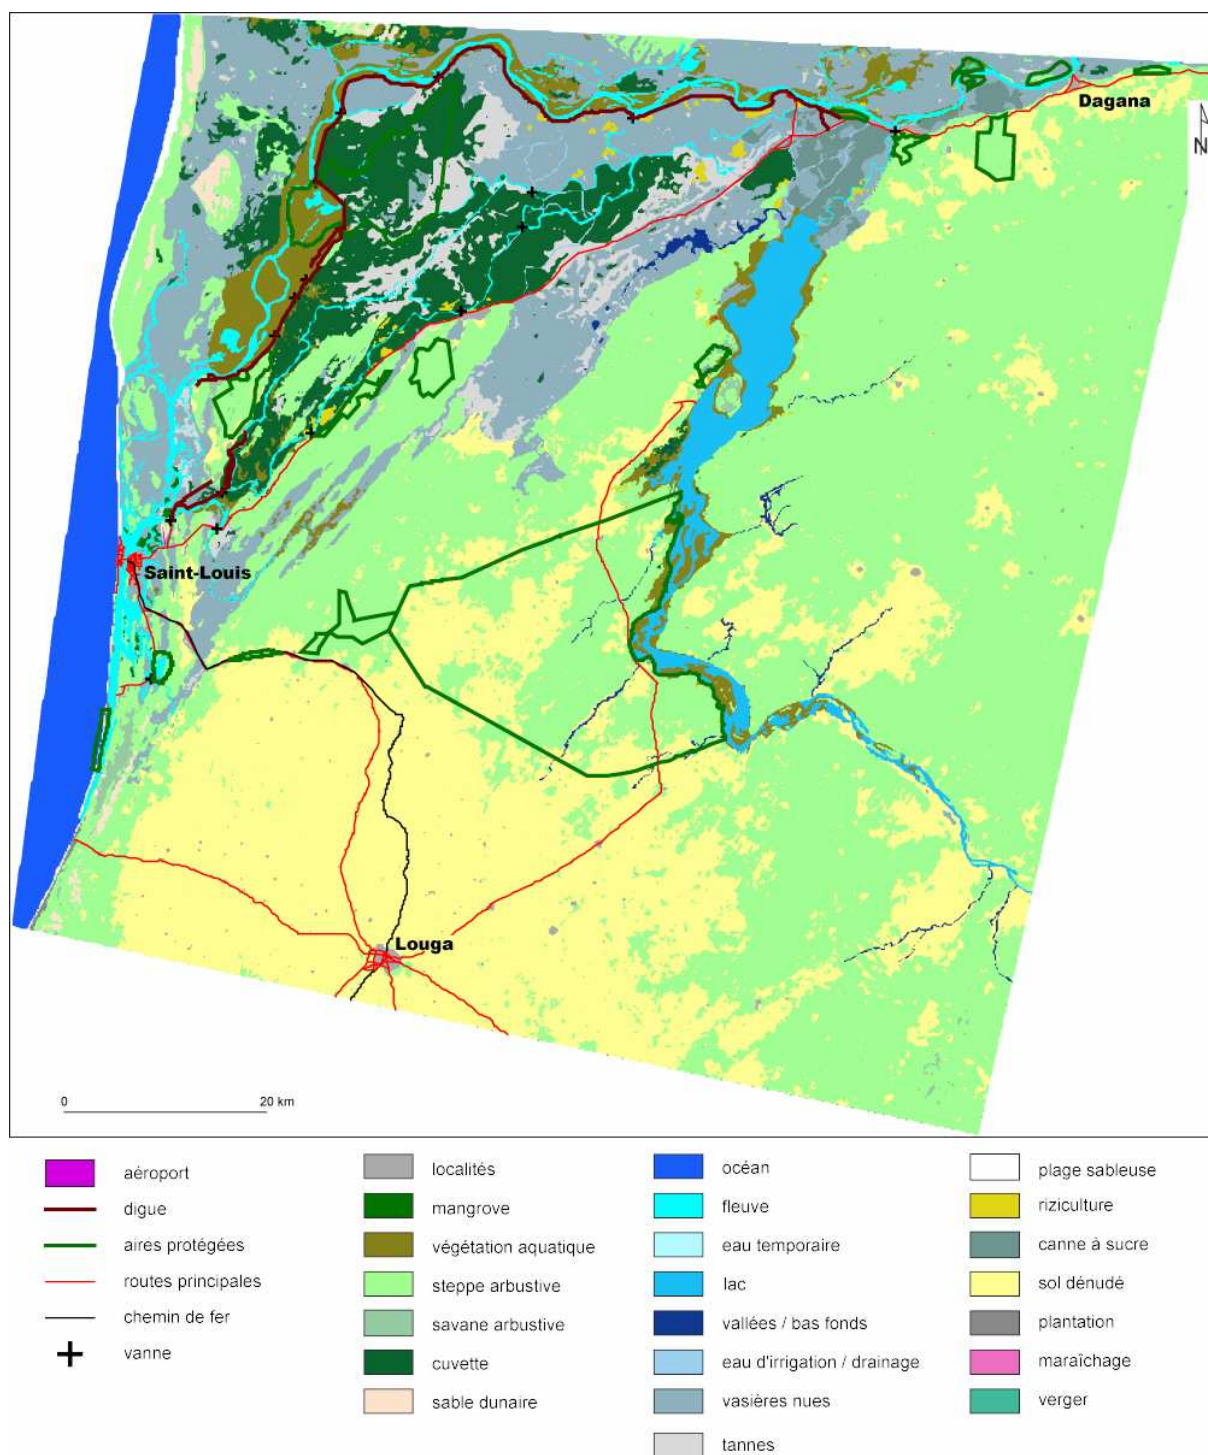 Dagana
N
Saint-Louis
Louga
0 20 km
aéroport
digue
aires protégées
routes principales
chemin de fer
vanne
localités
mangrove
végétation aquatique
steppe arbustive
savane arbustive
cuvette
sable dunaire
océan
fleuve
eau temporaire
lac
vallées / bas fonds
eau d'irrigation / drainage
vasières nues
tannes
plage sableuse
riziculture
canne à sucre
sol dénudé
plantation
maraîchage
verger